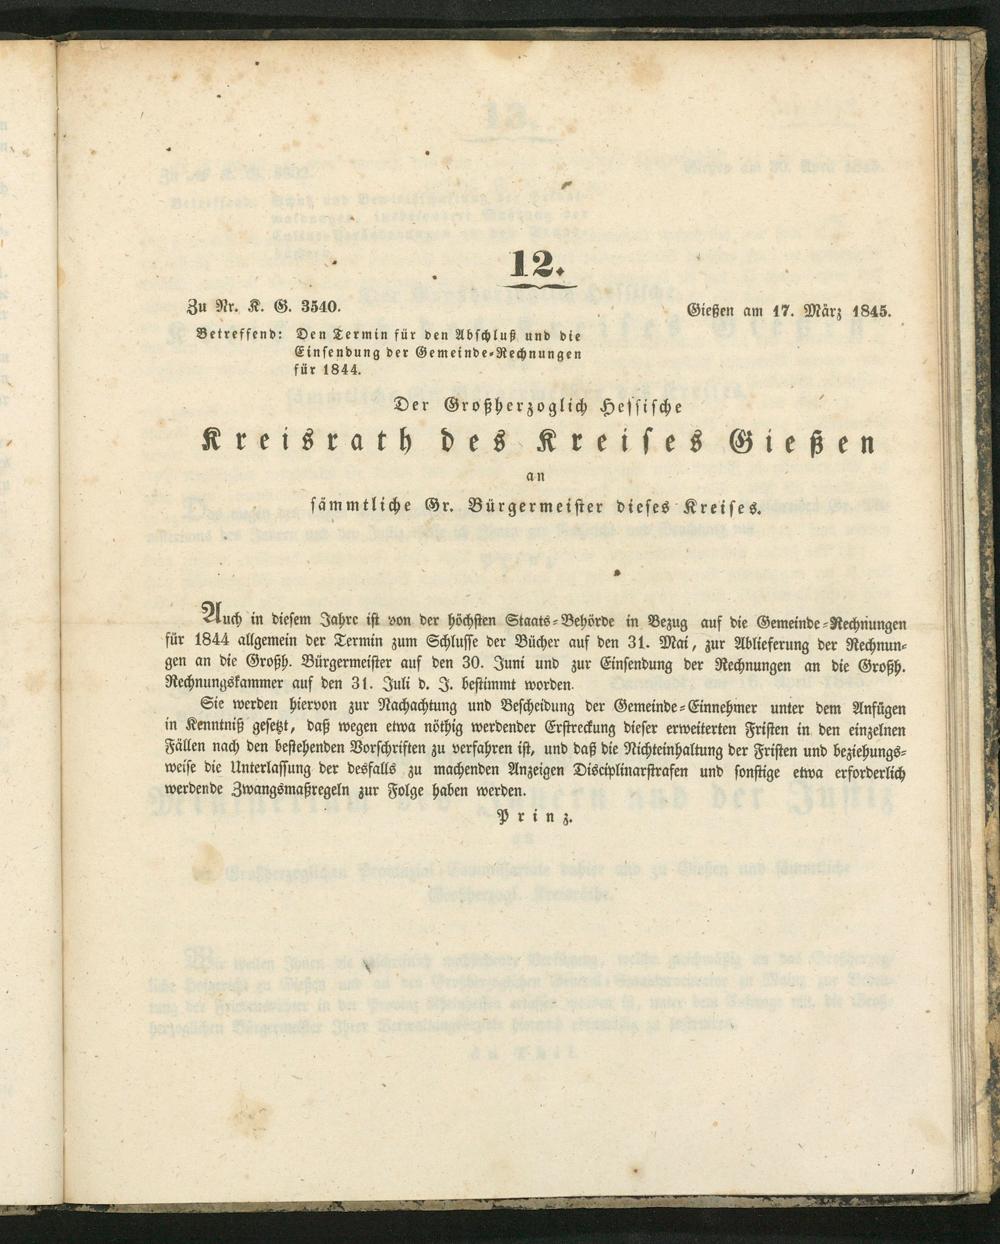 12.
Zu Nr. K. G. 3540.
Gießen am 17. März 1845.
Betreffend: Den Termin für den Abschluß und die
Einsendung der Gemeinde-Rechnungen
für 1844.
Der Großherzoglich Hessische
Kreisrath des Kreises Gießen
an
sämmtliche Gr. Bürgermeister dieses Kreises.
Auch in diesem Jahre ist von der höchsten Staats-Behörde in Bezug auf die Gemeinde-Rechnungen
für 1844 allgemein der Termin zum Schlusse der Bücher auf den 31. Mai, zur Ablieferung der Rechnun-
gen an die Großh. Bürgermeister auf den 30. Juni und zur Einsendung der Rechnungen an die Großh.
Rechnungskammer auf den 31. Juli d. J. bestimmt worden.
Sie werden hiervon zur Nachachtung und Bescheidung der Gemeinde-Einnehmer unter dem Anfügen
in Kenntniß gesetzt, daß wegen etwa nöthig werdender Erstreckung dieser erweiterten Fristen in den einzelnen
Fällen nach den bestehenden Vorschriften zu verfahren ist, und daß die Nichteinhaltung der Fristen und beziehungs-
weise die Unterlassung der desfalls zu machenden Anzeigen Disciplinarstrafen und sonstige etwa erforderlich
werdende Zwangsmaßregeln zur Folge haben werden.
Prinz.